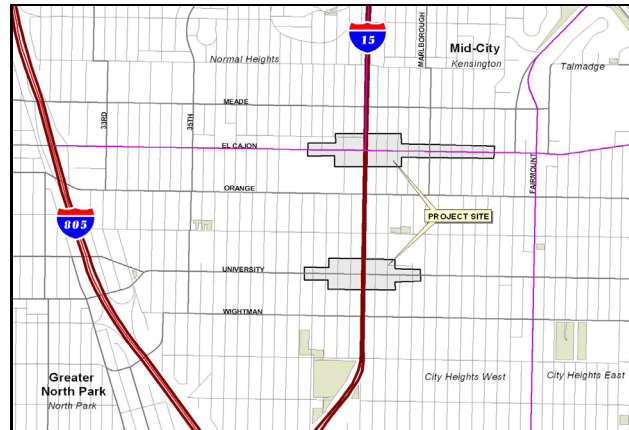 15
MARLBOROUGH
Mid-City
Kensington
Normal Heights
Talmadge
MEADE
33RD
35TH
EL CAJON
FAIRMOUNT
ORANGE
PROJECT SITE
805
UNIVERSITY
WIGHTMAN
Greater
North Park
North Park
City Heights West
City Heights East